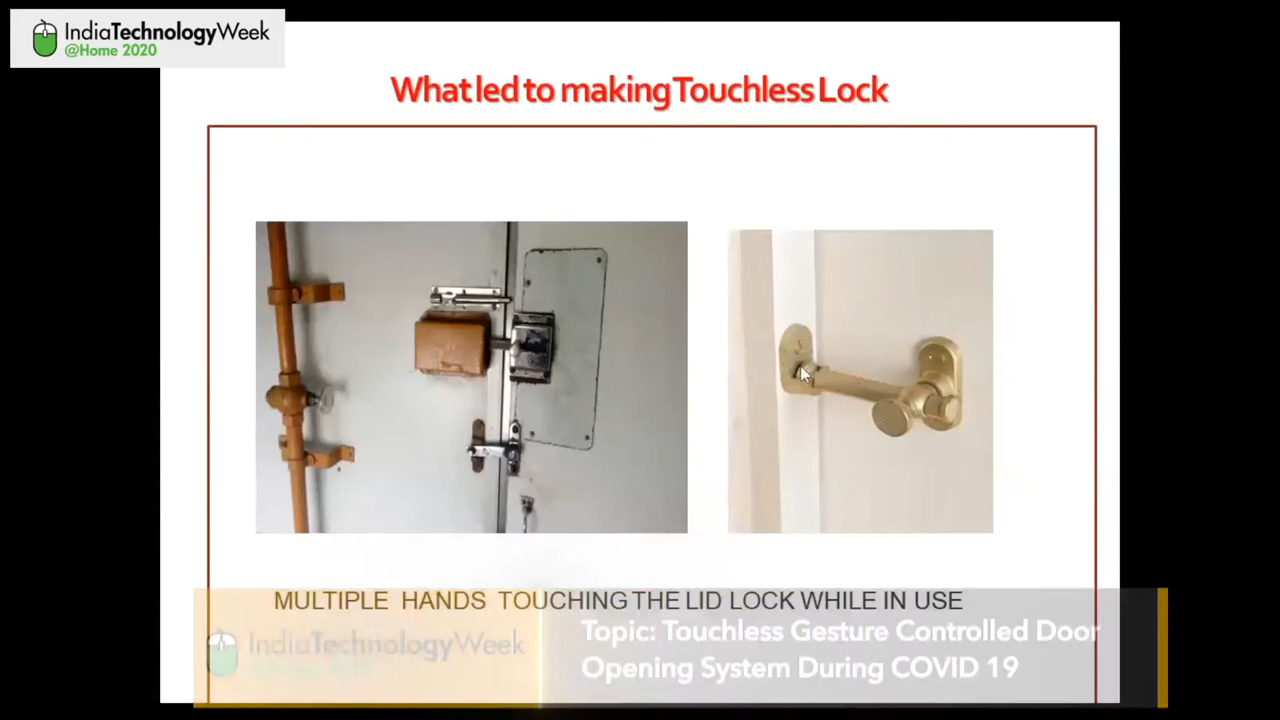 IndiaTechnologyWeek
@Home 2020
What led to making Touchless Lock
MULTIPLE HANDS TOUCHING THE LID LOCK WHILE IN USE
IndiaTechnologyWeek
Topic: Touchless Gesture Controlled Door
Opening System During COVID 19